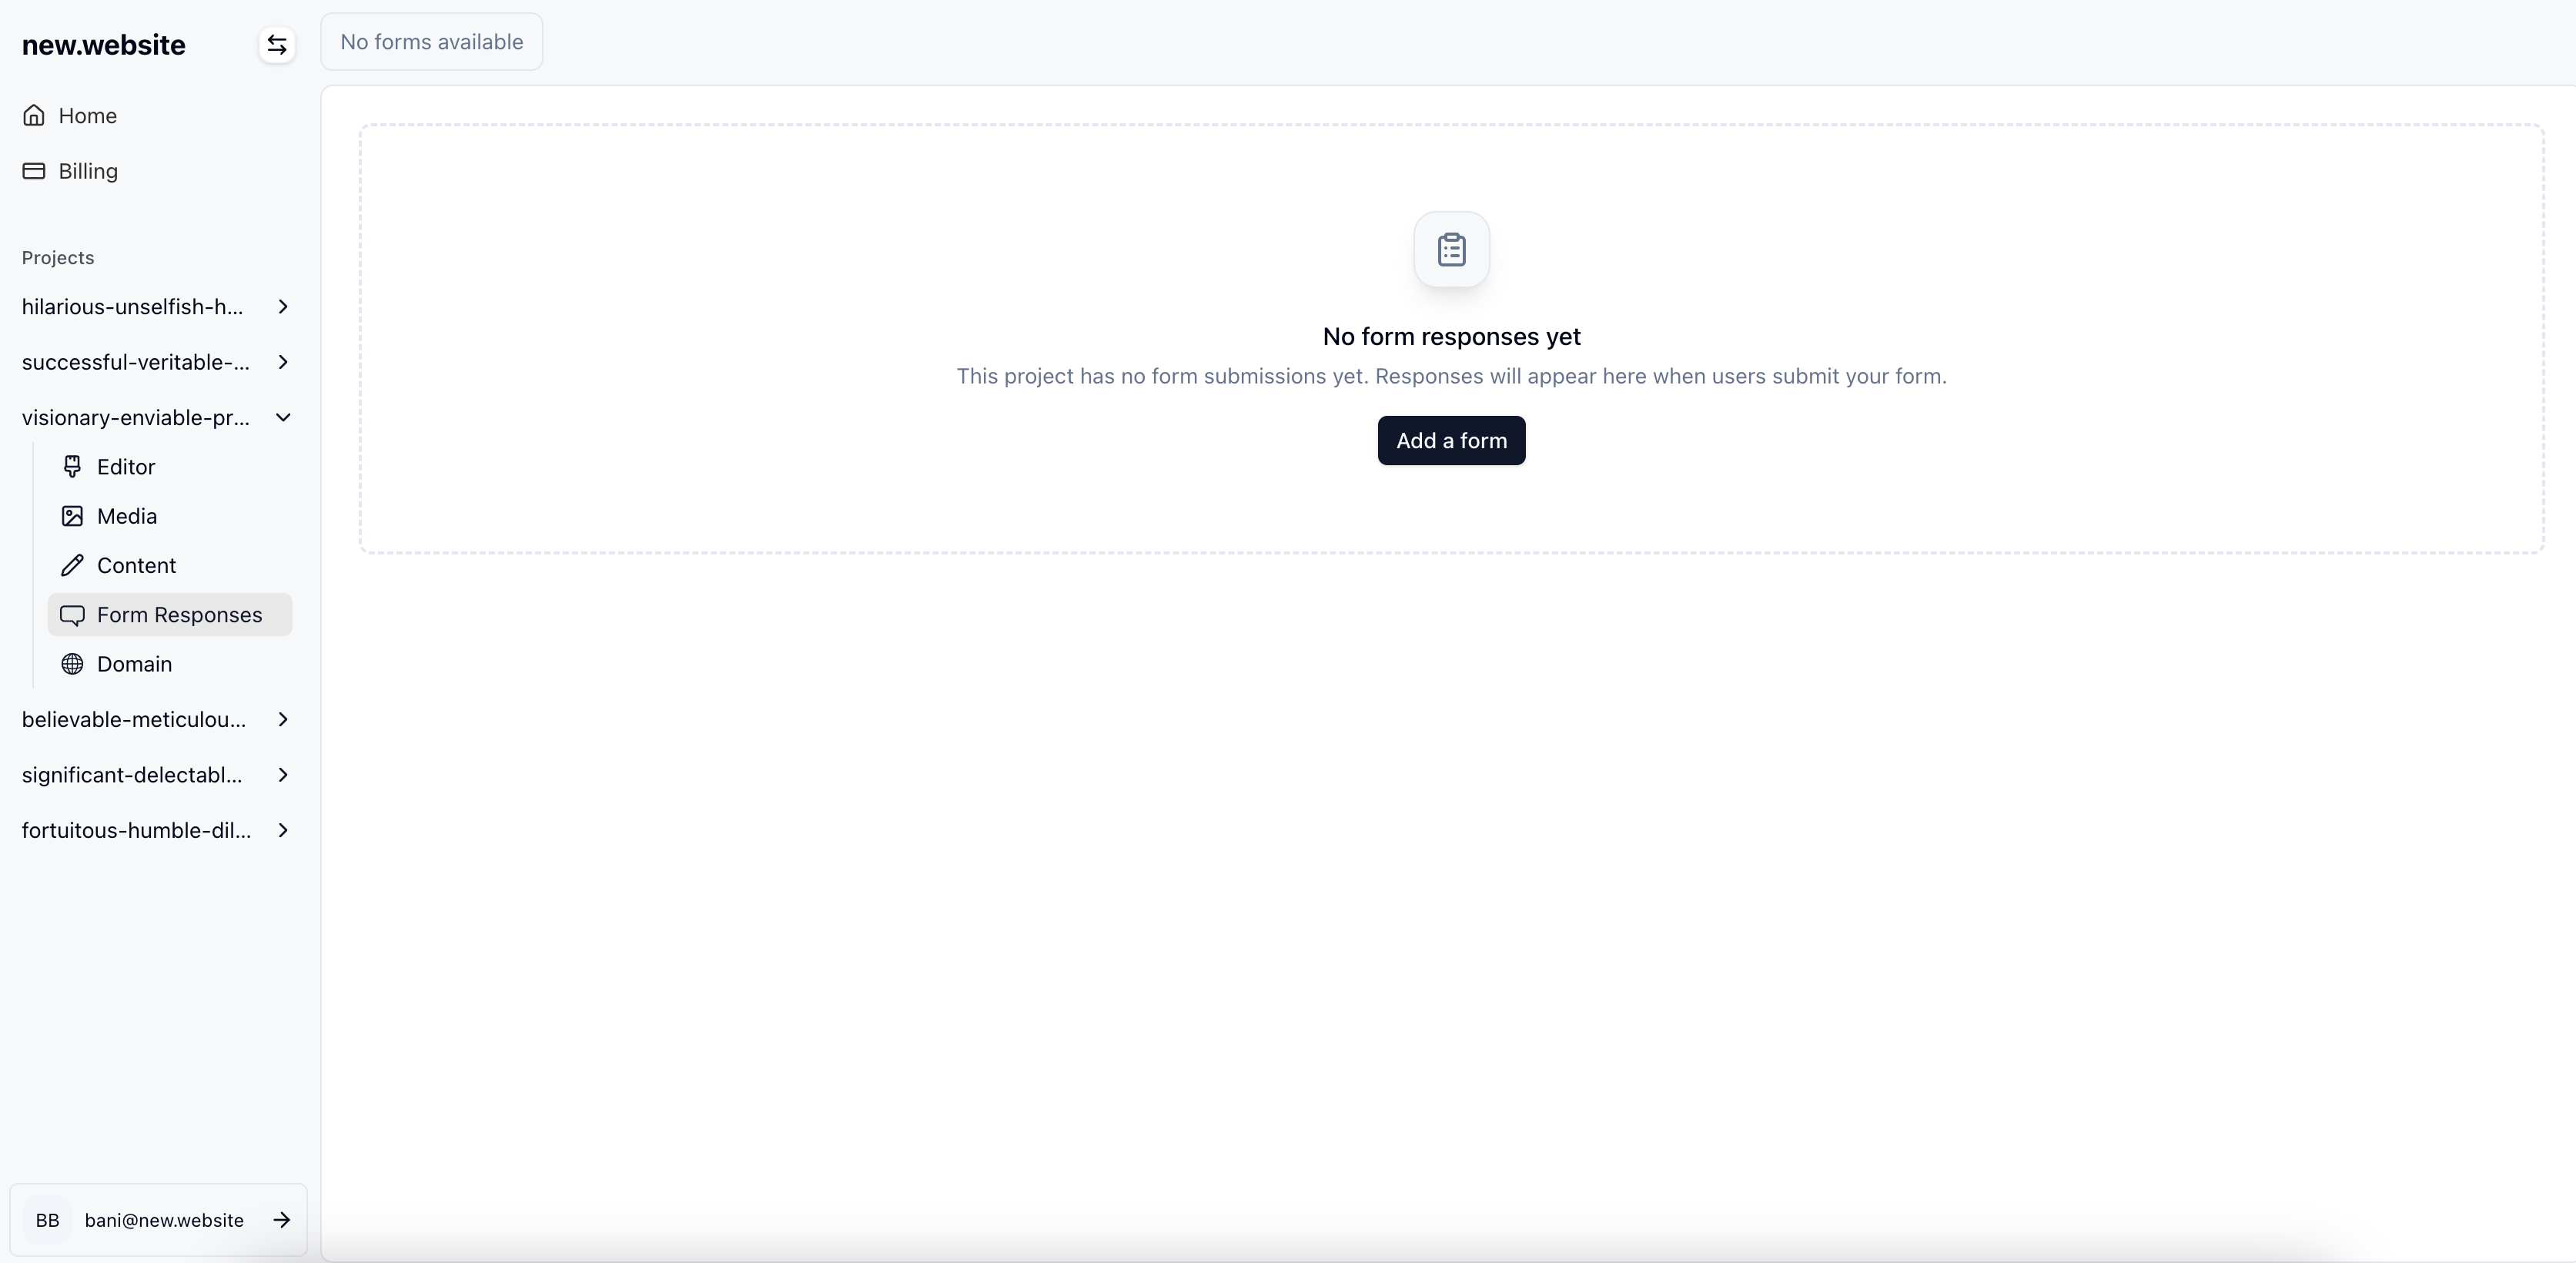 new.website
No forms available
Home
Billing
Projects
hilarious-unselfish-h...
successful-veritable-...
visionary-enviable-pr...
Editor
Media
Content
Form Responses
Domain
believable-meticulou...
significant-delectabl...
fortuitous-humble-dil...
BB bani@new.website
No form responses yet
This project has no form submissions yet. Responses will appear here when users submit your form.
Add a form